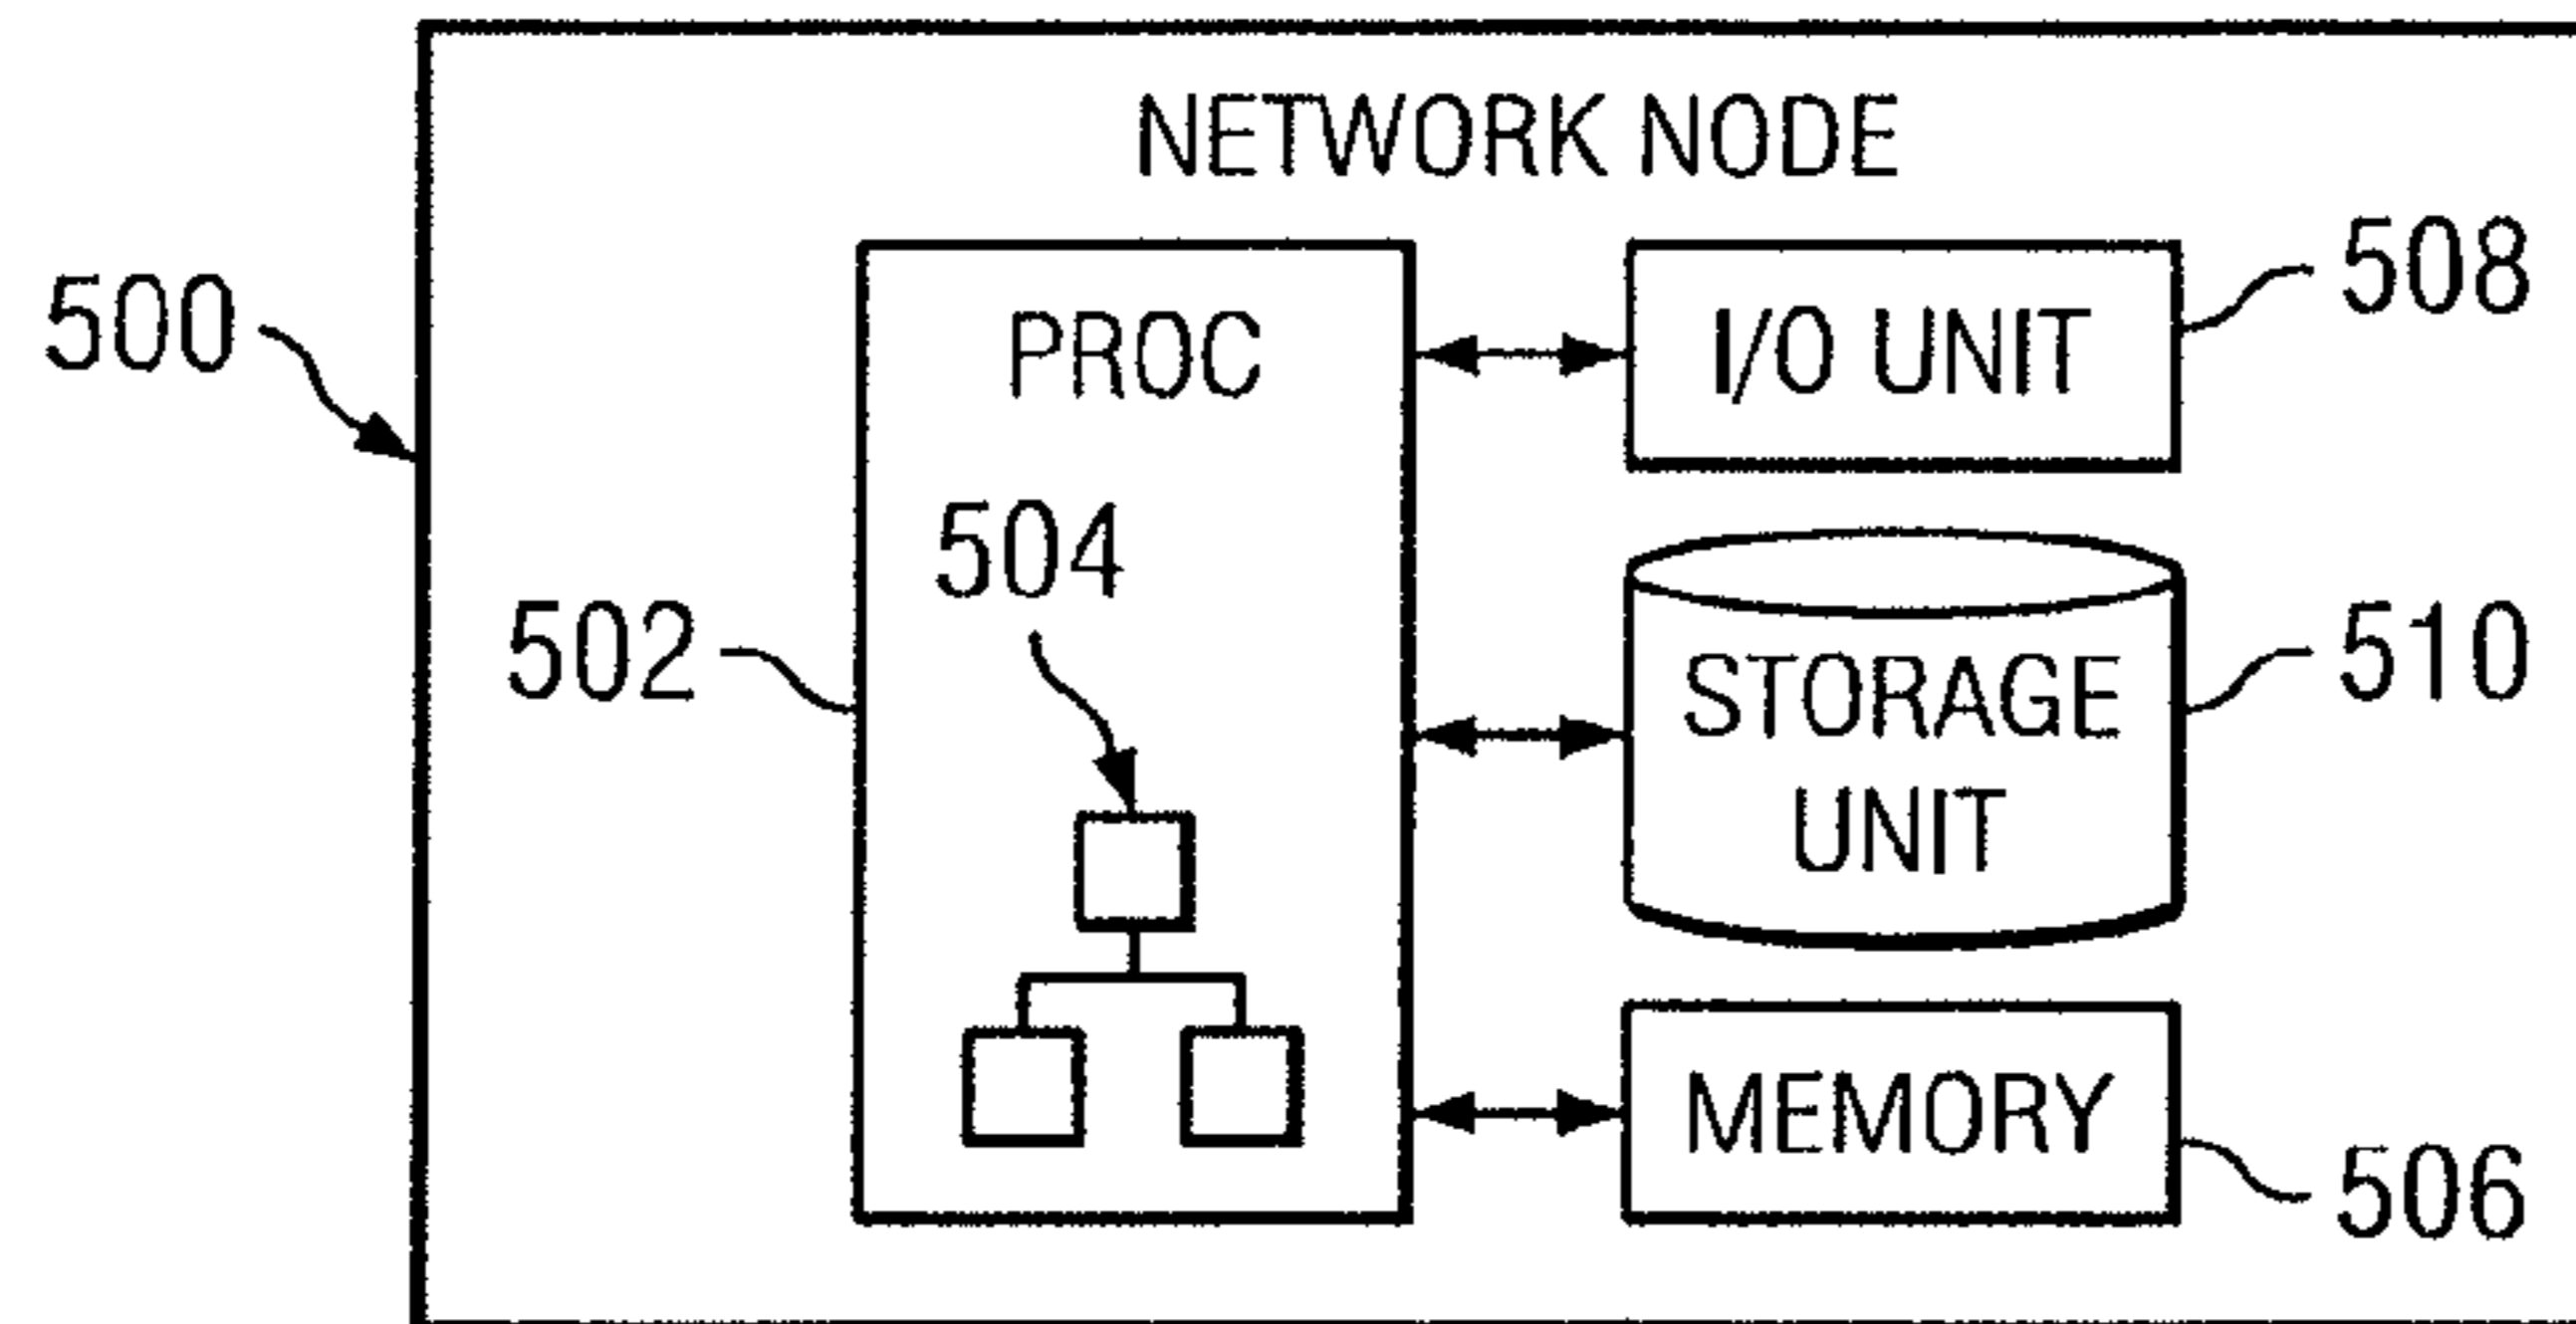 NETWORK NODE
500
PROC
I/O UNIT
508
504
502
STORAGE
UNIT
510
MEMORY
506